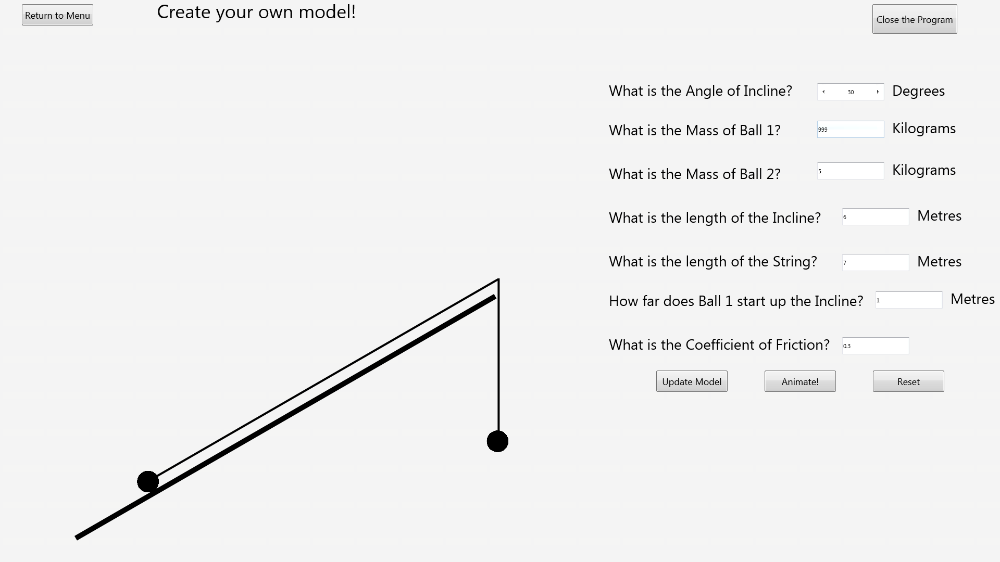 Return to Menu
Create your own model!
Close the Program
What is the Angle of Incline? 30 Degrees
What is the Mass of Ball 1? 999 Kilograms
What is the Mass of Ball 2? 5 Kilograms
What is the length of the Incline? 6 Metres
What is the length of the String? 7 Metres
How far does Ball 1 start up the Incline? 1 Metres
What is the Coefficient of Friction? 0.3
Update Model
Animate!
Reset